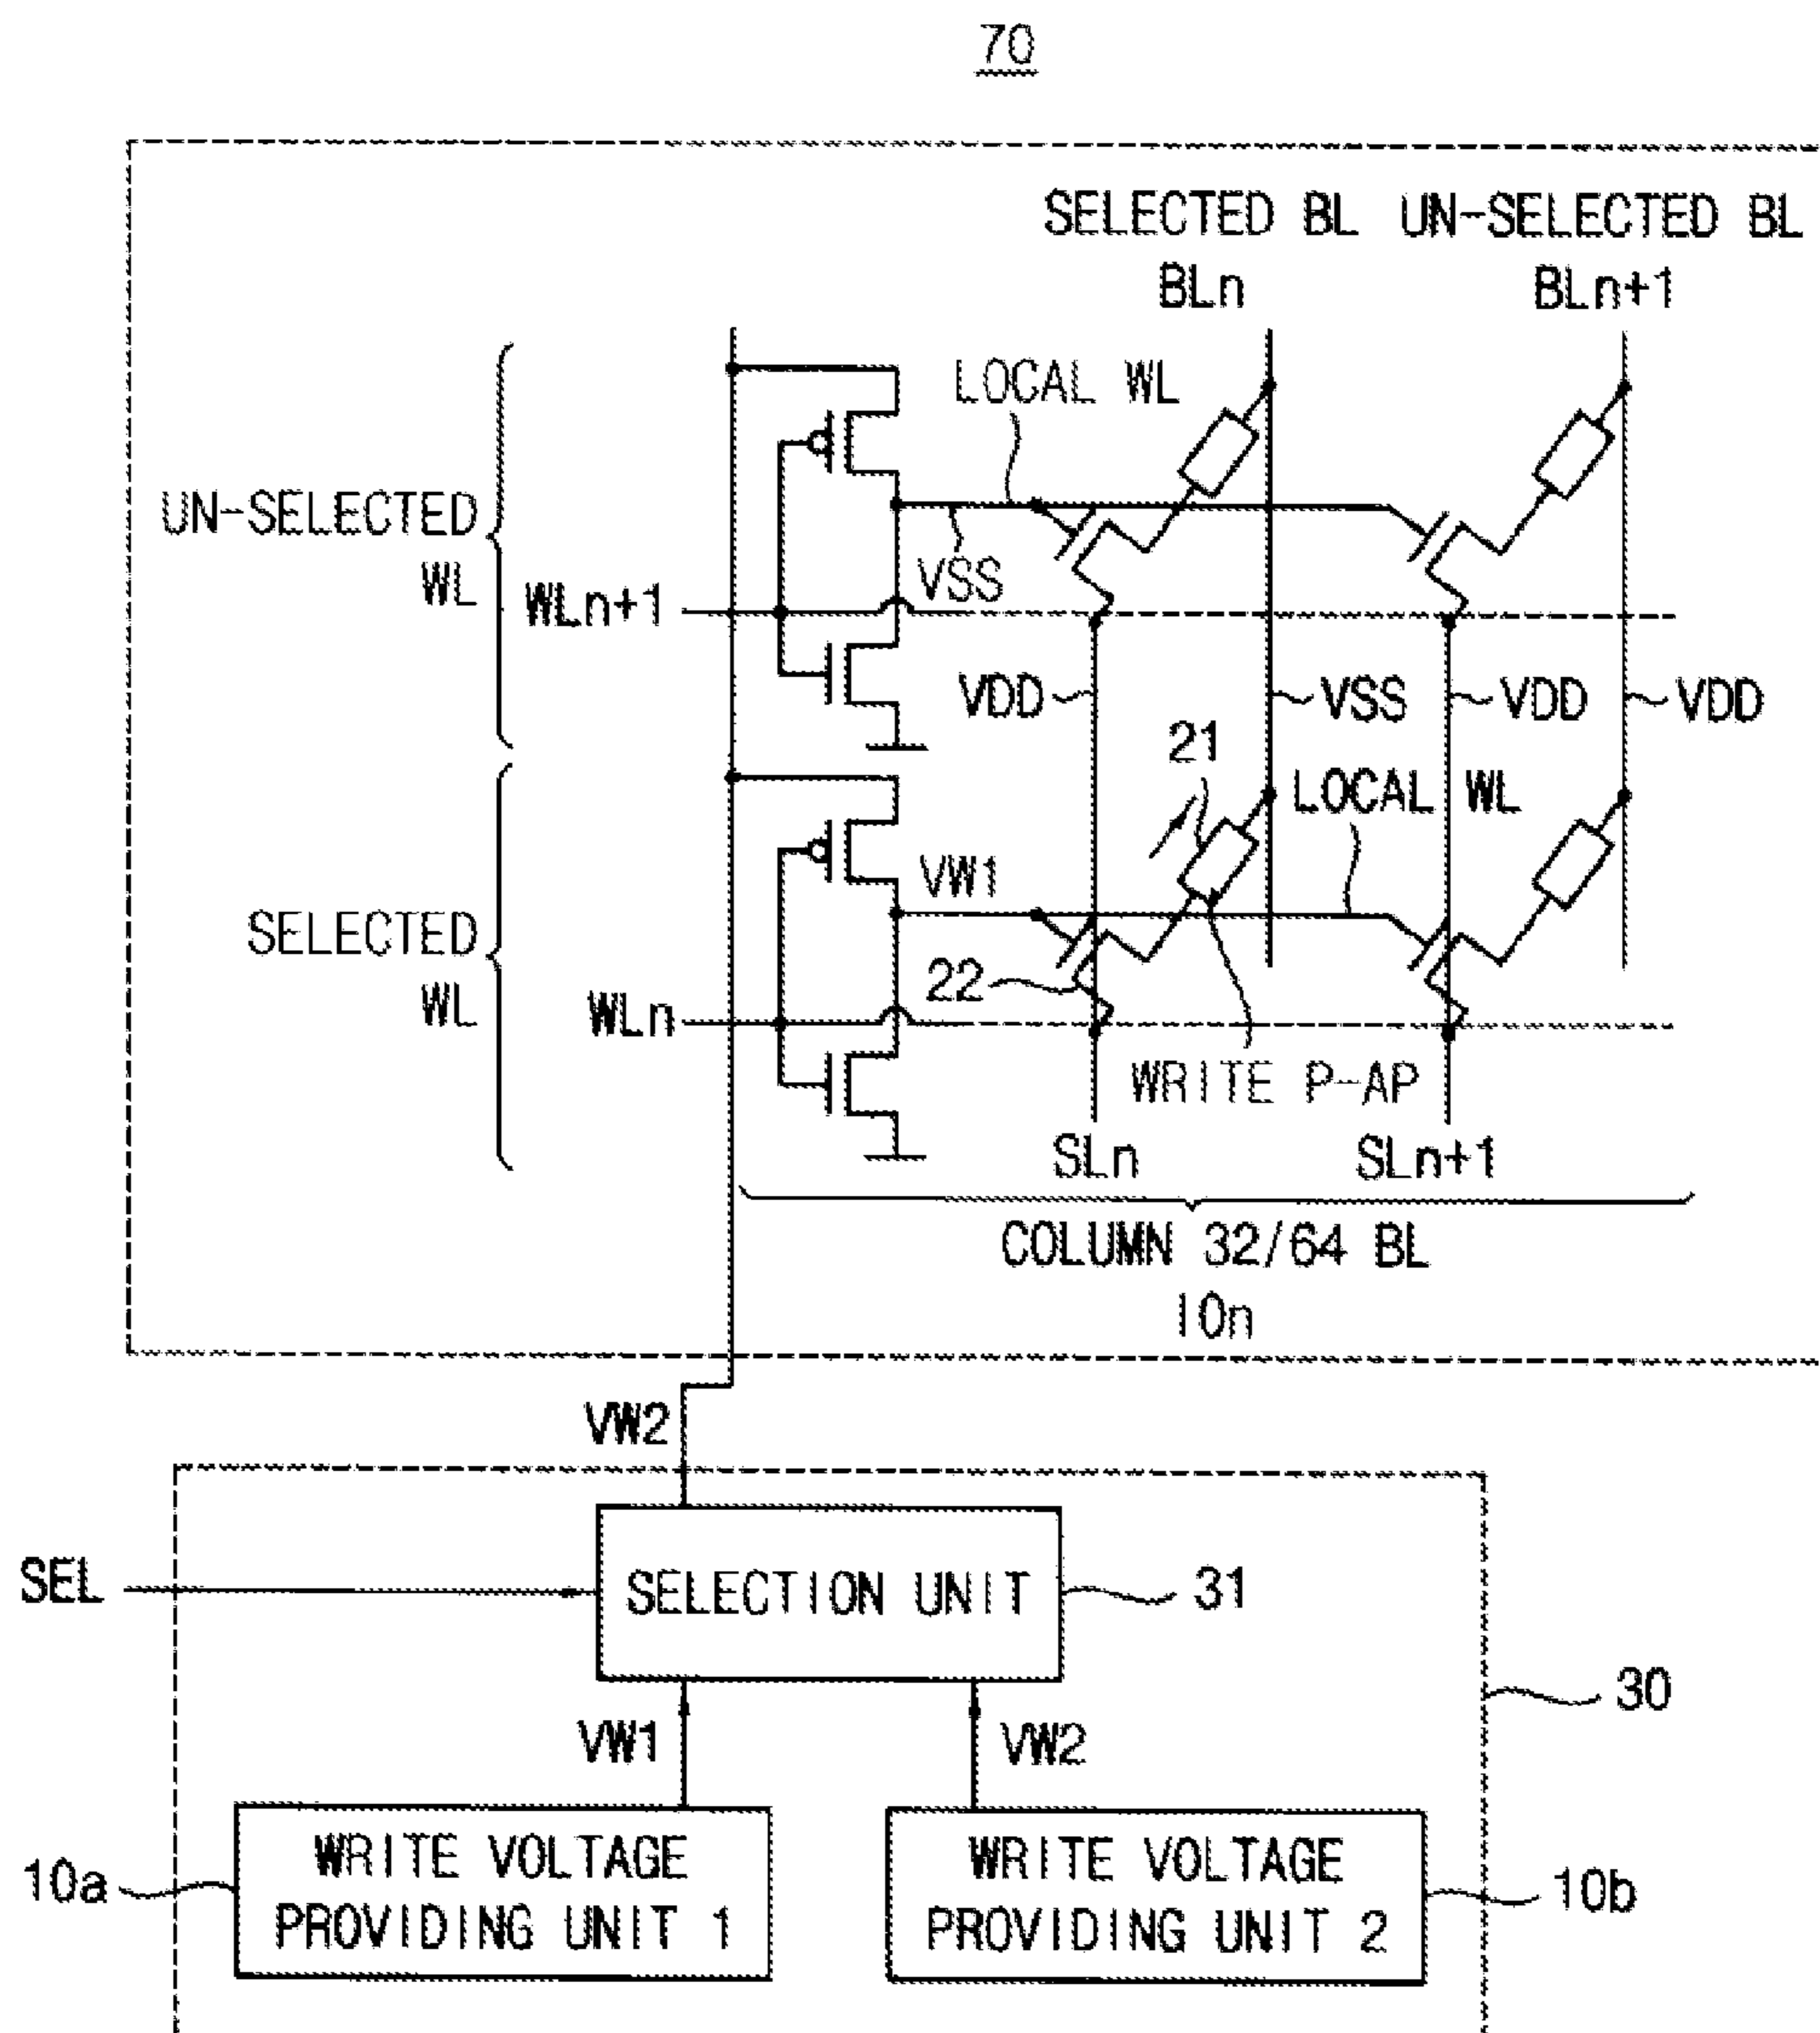 70
SELECTED BL UN-SELECTED BL
BLn BLn+1
LOCAL WL
UN-SELECTED
WL
VSS
WLn+1
VDD VSS VDD VDD
21
LOCAL WL
VW1
SELECTED
WL
22
WLn
WRITE P-AP
SLn SLn+1
COLUMN 32/64 BL
10n
VW2
SEL
SELECTION UNIT
31
30
VW1 VW2
10a
WRITE VOLTAGE
PROVIDING UNIT 1
WRITE VOLTAGE
PROVIDING UNIT 2
10b